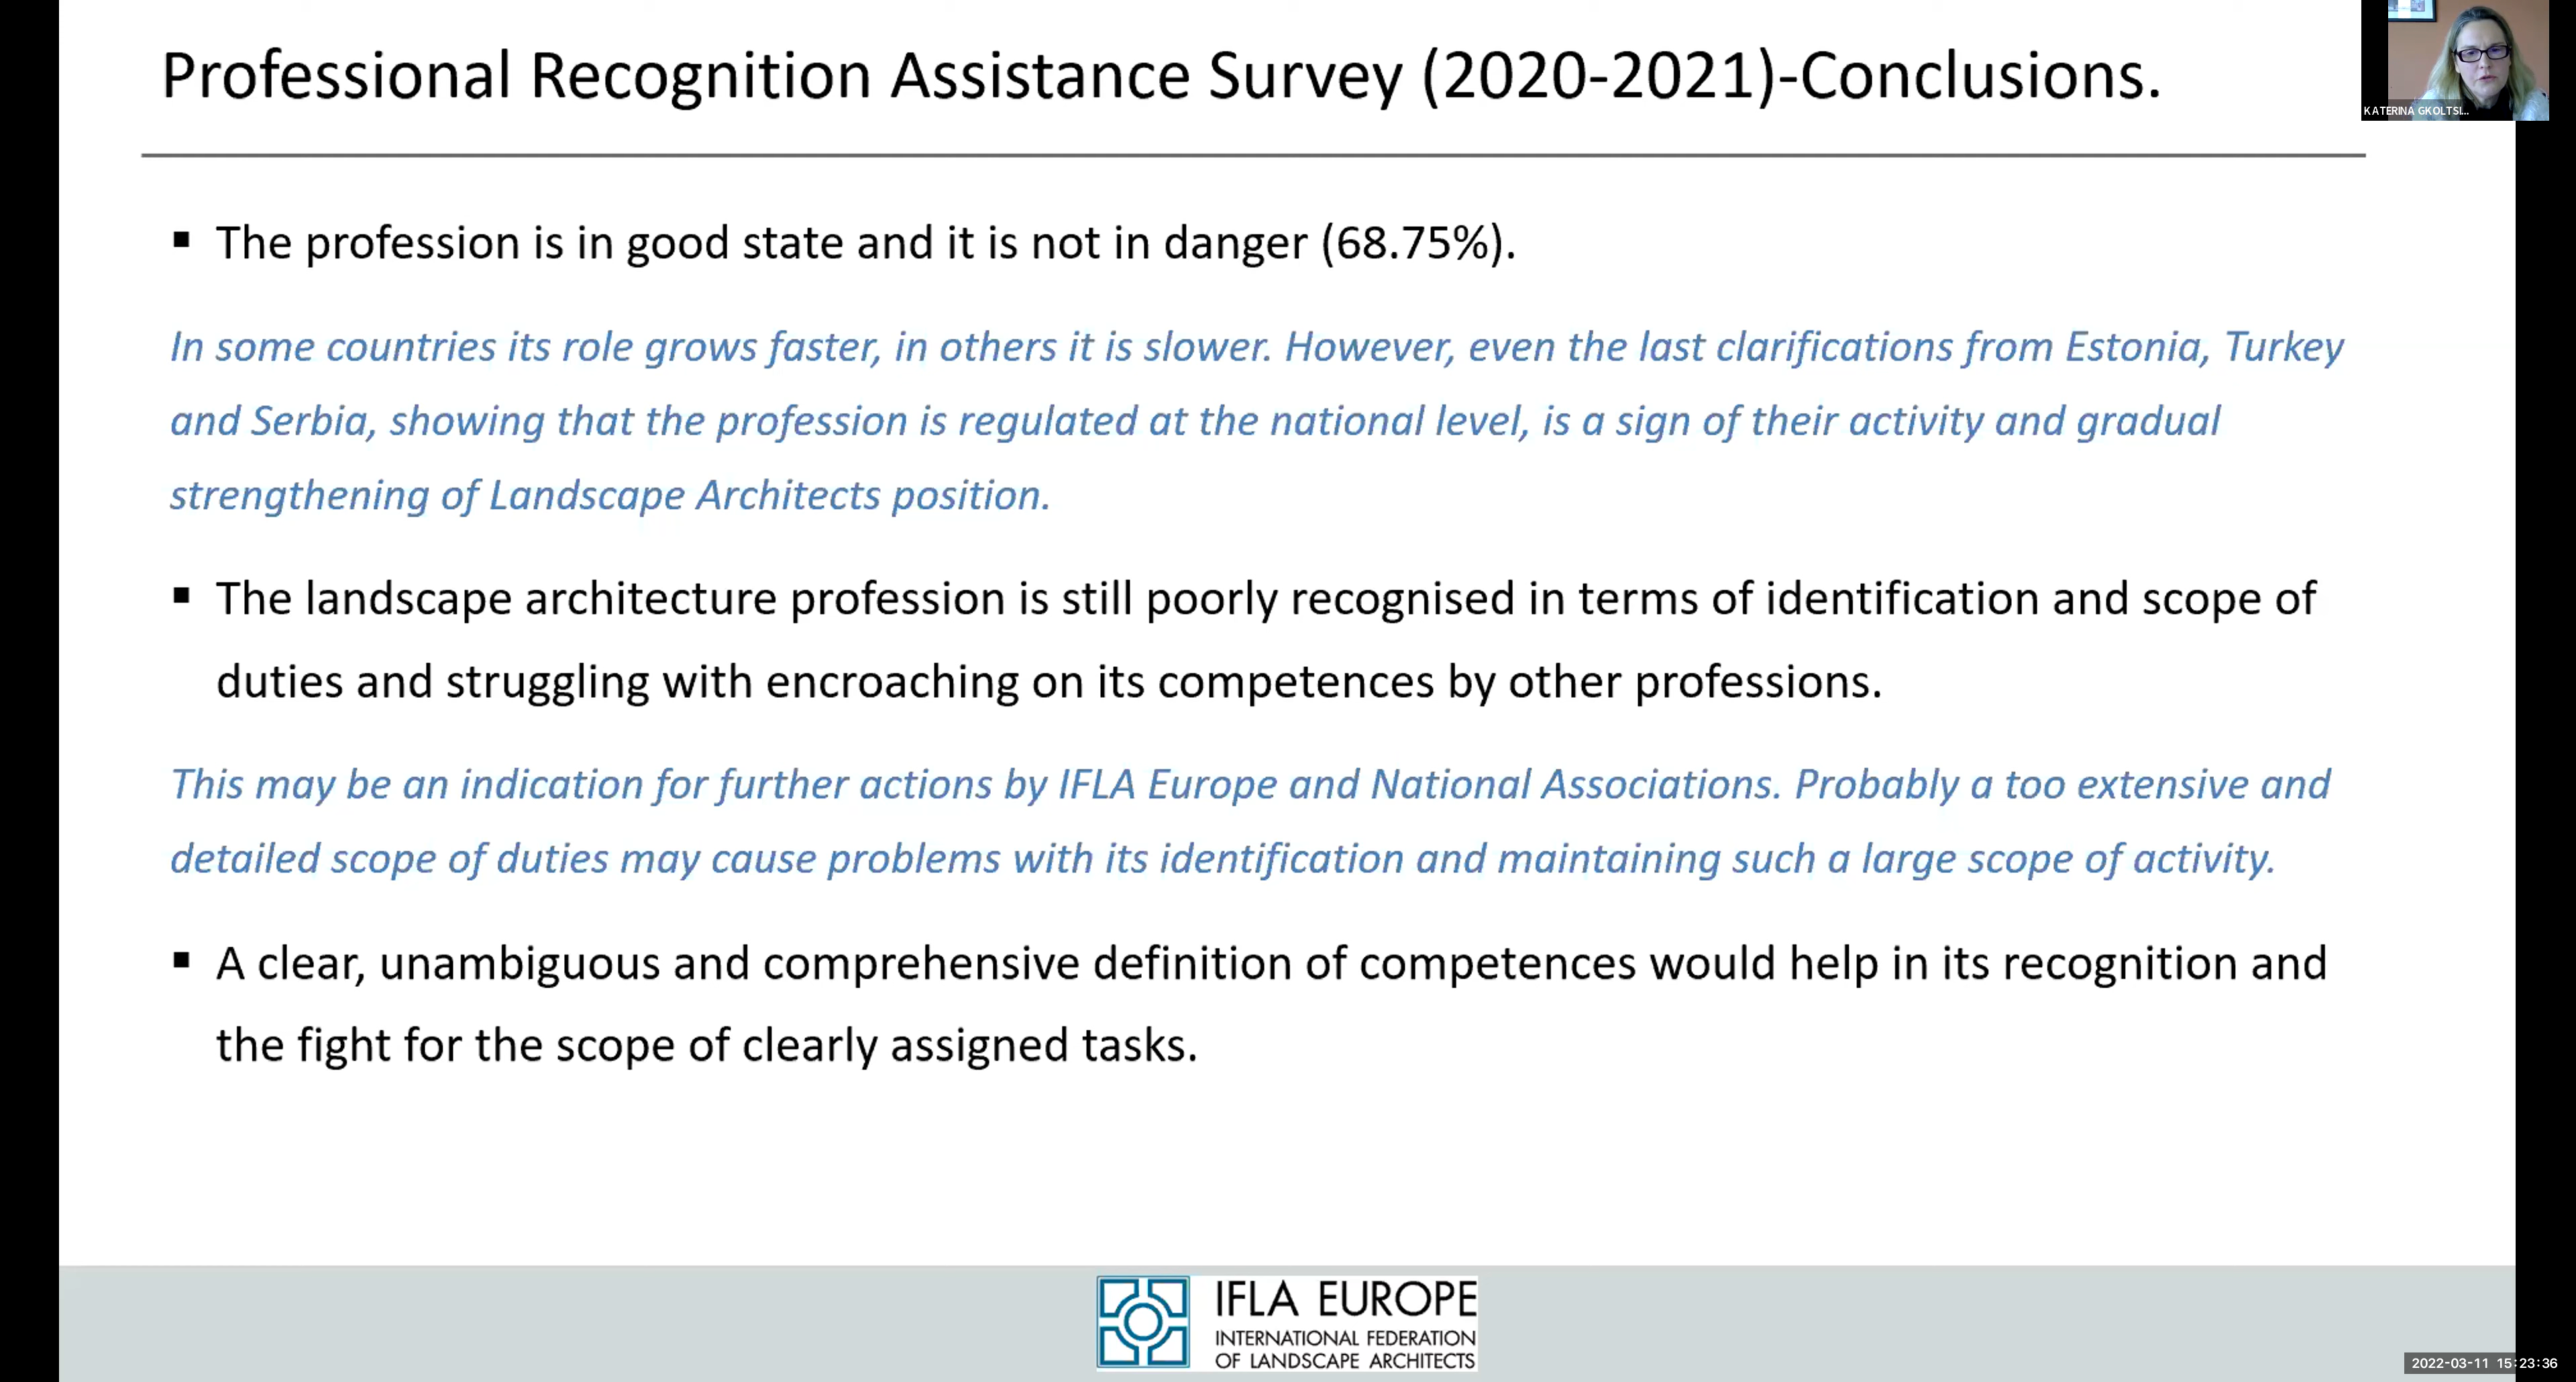 Professional Recognition Assistance Survey (2020-2021)-Conclusions.
KATERINA GKOLTSI...
▪ The profession is in good state and it is not in danger (68.75%).
In some countries its role grows faster, in others it is slower. However, even the last clarifications from Estonia, Turkey
and Serbia, showing that the profession is regulated at the national level, is a sign of their activity and gradual
strengthening of Landscape Architects position.
▪ The landscape architecture profession is still poorly recognised in terms of identification and scope of
duties and struggling with encroaching on its competences by other professions.
This may be an indication for further actions by IFLA Europe and National Associations. Probably a too extensive and
detailed scope of duties may cause problems with its identification and maintaining such a large scope of activity.
▪ A clear, unambiguous and comprehensive definition of competences would help in its recognition and
the fight for the scope of clearly assigned tasks.
IFLA EUROPE
INTERNATIONAL FEDERATION
OF LANDSCAPE ARCHITECTS
2022-03-11 15:23:36